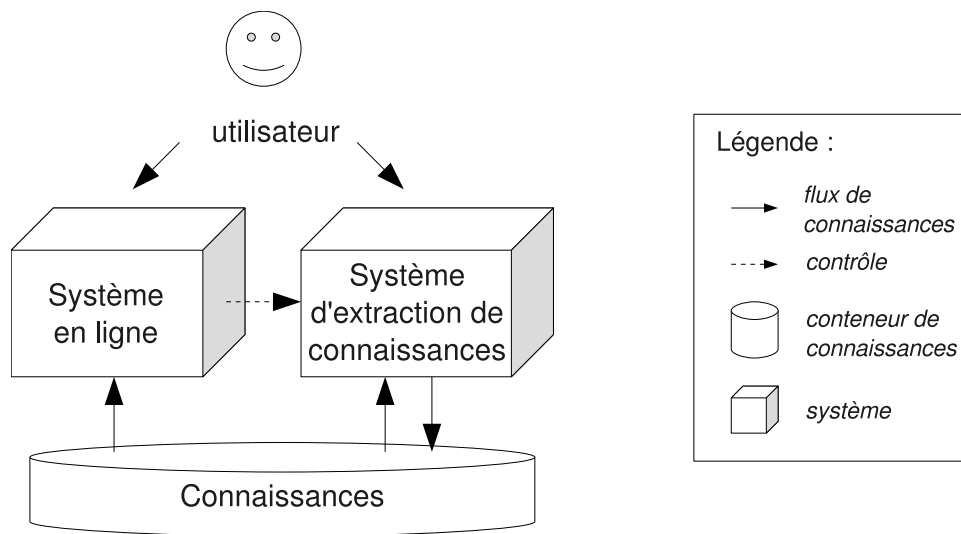 utilisateur
Système
en ligne
Système
d'extraction de
connaissances
Connaissances
Légende :
flux de
connaissances
contrôle
conteneur de
connaissances
système